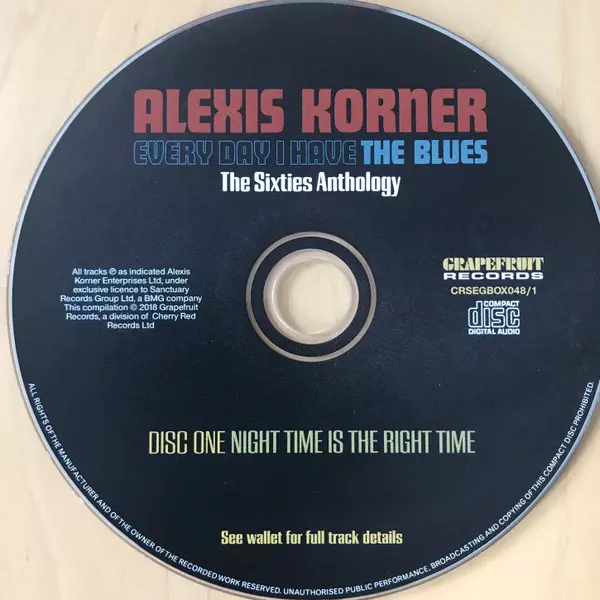 ALEXIS KORNER
EVERY DAY I HAVE THE BLUES
The Sixties Anthology
All tracks ℗ as indicated Alexis
Korner Enterprises Ltd, under
exclusive licence to Sanctuary
Records Group Ltd, a BMG company
This compilation © 2018 Grapefruit
Records, a division of Cherry Red
Records Ltd
GRAPEFRUIT
RECORDS
CRSEGBOX048/1
COMPACT
disc
DIGITAL AUDIO
DISC ONE NIGHT TIME IS THE RIGHT TIME
See wallet for full track details
ALL RIGHTS OF THE MANUFACTURER AND OF THE OWNER OF THE RECORDED WORK RESERVED. UNAUTHORISED PUBLIC PERFORMANCE, BROADCASTING AND COPYING OF THIS COMPACT DISC PROHIBITED.